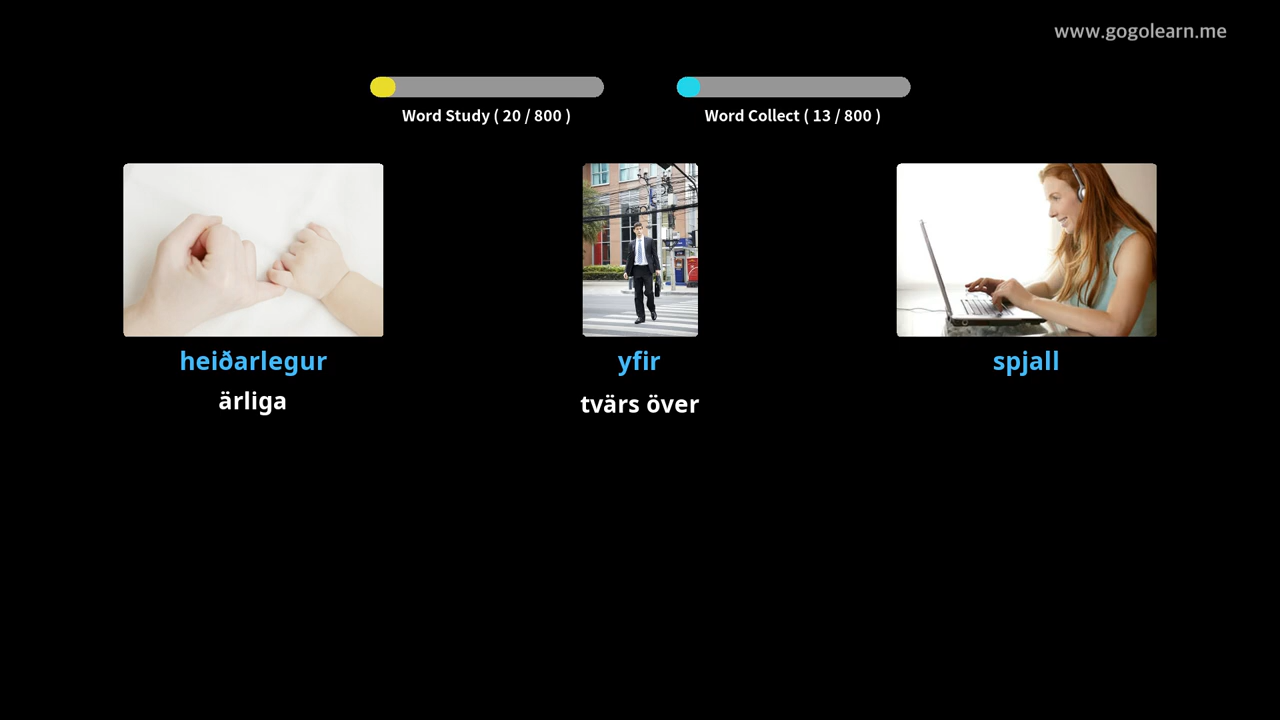 www.gogolearn.me
Word Study ( 20 / 800 )
Word Collect ( 13 / 800 )
heiðarlegur
yfir
spjall
ärliga
tvärs över